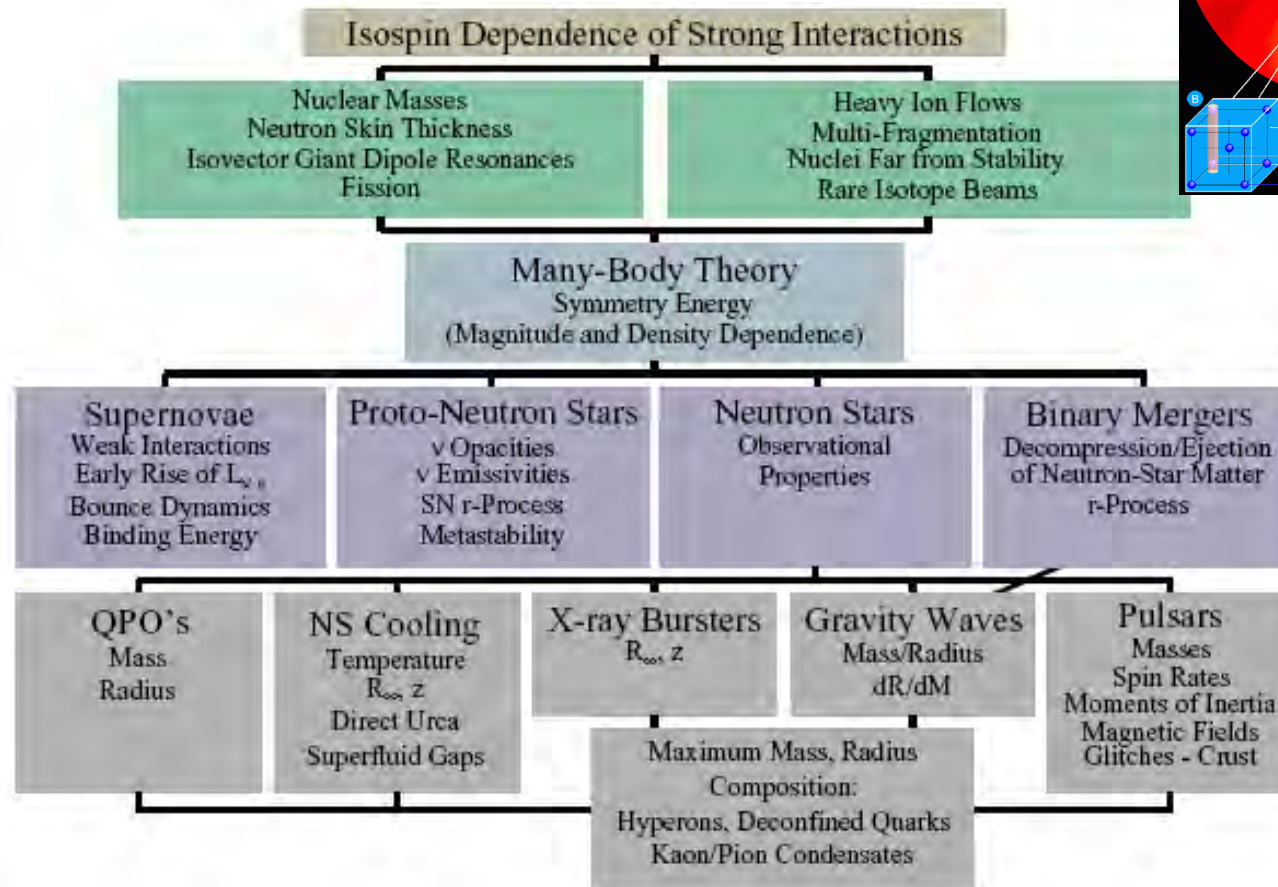 Isospin Dependence of Strong Interactions
Nuclear Masses
Neutron Skin Thickness
Isovector Giant Dipole Resonances
Fission
Heavy Ion Flows
Multi-Fragmentation
Nuclei Far from Stability
Rare Isotope Beams
B
Many-Body Theory
Symmetry Energy
(Magnitude and Density Dependence)
Supernovae
Weak Interactions
Early Rise of L
Bounce Dynamics
Binding Energy
Proto-Neutron Stars
ν Opacities
ν Emissivities
SN r-Process
Metastability
Neutron Stars
Observational
Properties
Binary Mergers
Decompression/Ejection
of Neutron-Star Matter
r-Process
QPO's
Mass
Radius
NS Cooling
Temperature
R∞, z
Direct Urca
Superfluid Gaps
X-ray Bursters
R∞, z
Gravity Waves
Mass/Radius
dR/dM
Pulsars
Masses
Spin Rates
Moments of Inertia
Magnetic Fields
Glitches - Crust
Maximum Mass, Radius
Composition:
Hyperons, Deconfined Quarks
Kaon/Pion Condensates